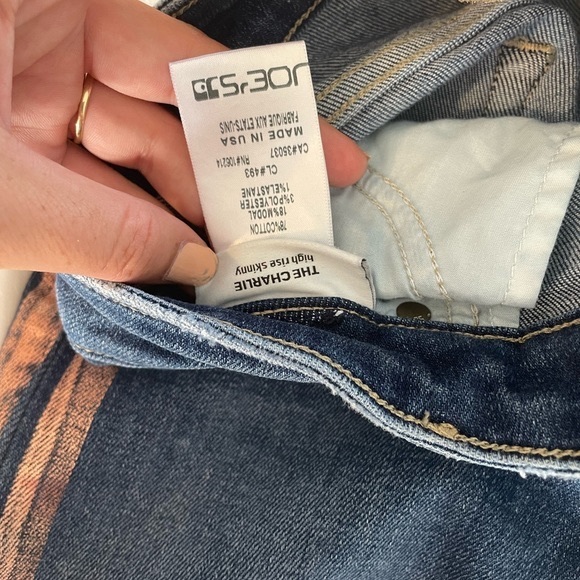 JOE'S
MADE IN USA
FABRIQUE AUX ETATS-UNIS
CA#35037
RN#106214
CL#493
1%ELASTANE
3%POLYESTER
18%MODAL
78%COTTON
THE CHARLIE
high rise skinny